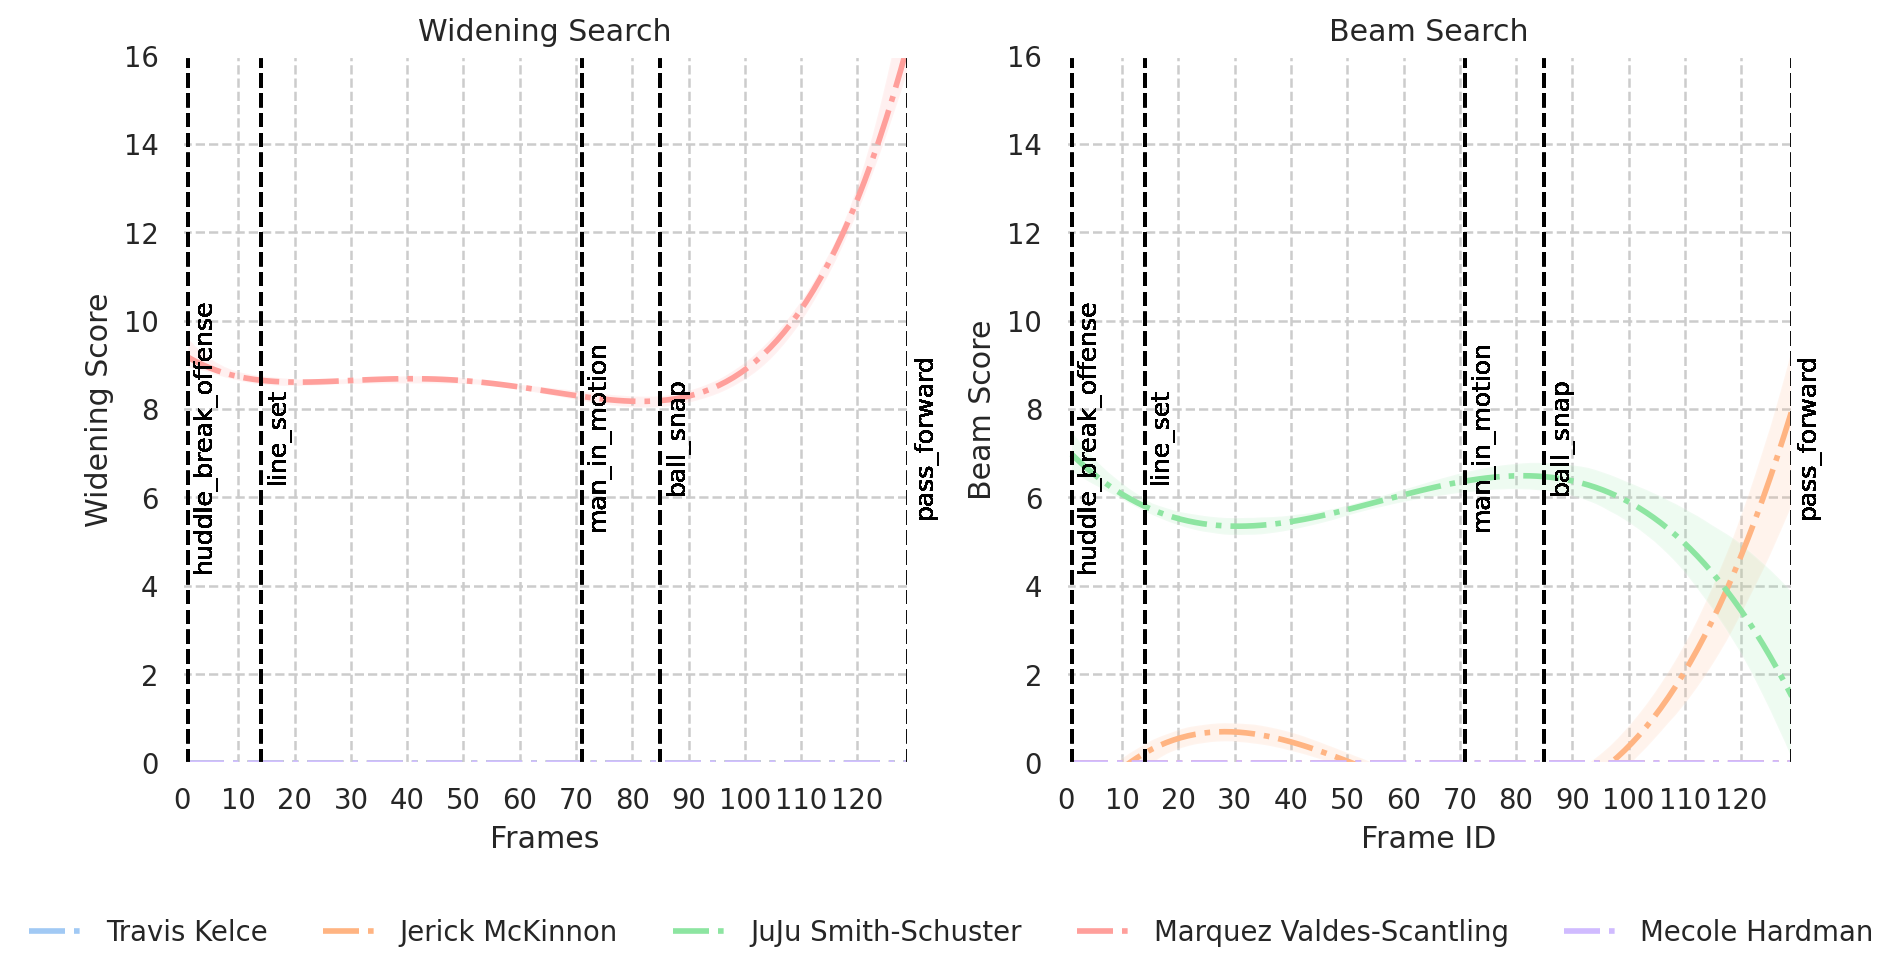 Widening Search
Beam Search
16
14
12
10
8
6
4
2
0
Widening Score
huddle_break_offense
line_set
man_in_motion
ball_snap
pass_forward
0 10 20 30 40 50 60 70 80 90 100 110 120
Frames
16
14
12
10
8
6
4
2
0
Beam Score
huddle_break_offense
line_set
man_in_motion
ball_snap
pass_forward
0 10 20 30 40 50 60 70 80 90 100 110 120
Frame ID
Travis Kelce Jerick McKinnon JuJu Smith-Schuster Marquez Valdes-Scantling Mecole Hardman